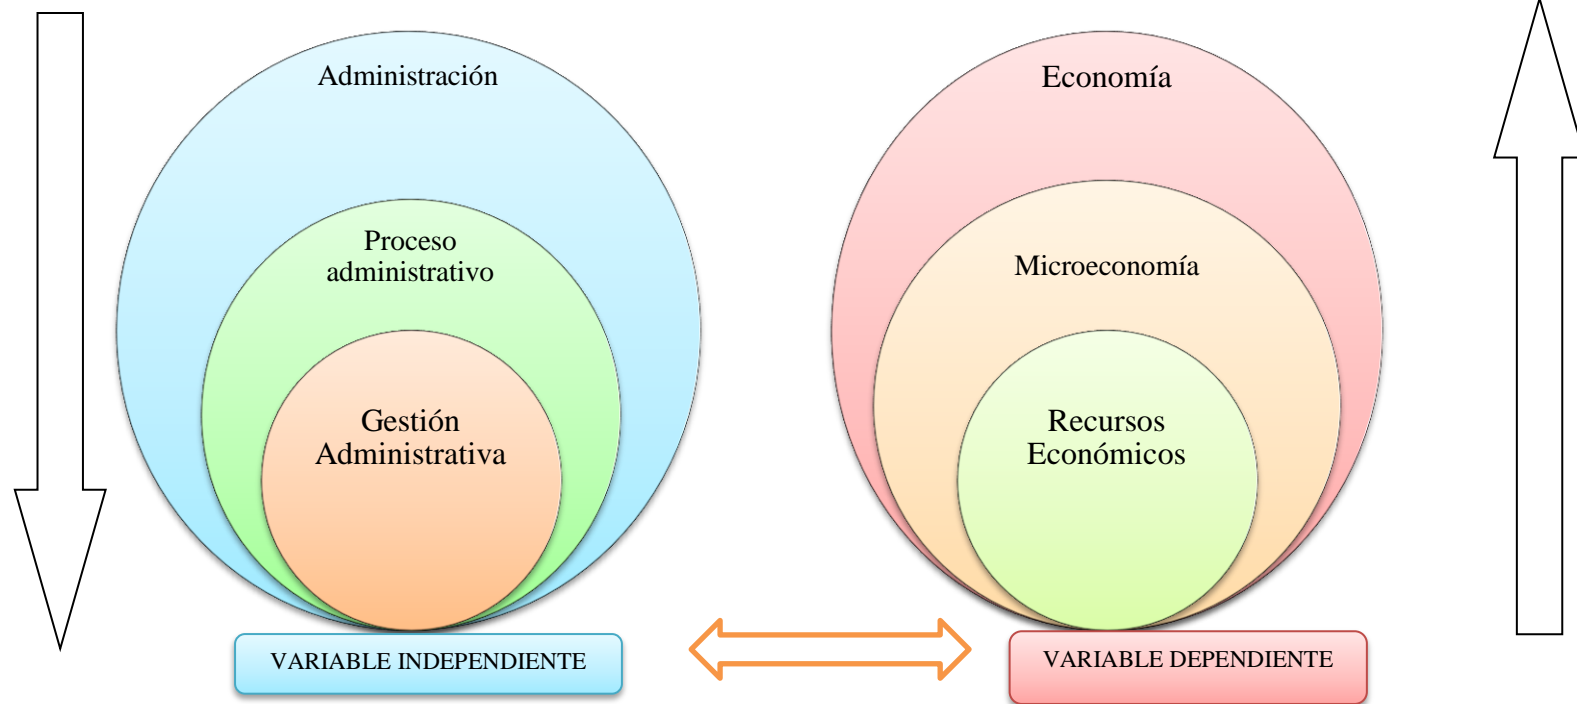 Administración
Proceso
administrativo
Gestión
Administrativa
VARIABLE INDEPENDIENTE
Economía
Microeconomía
Recursos
Económicos
VARIABLE DEPENDIENTE